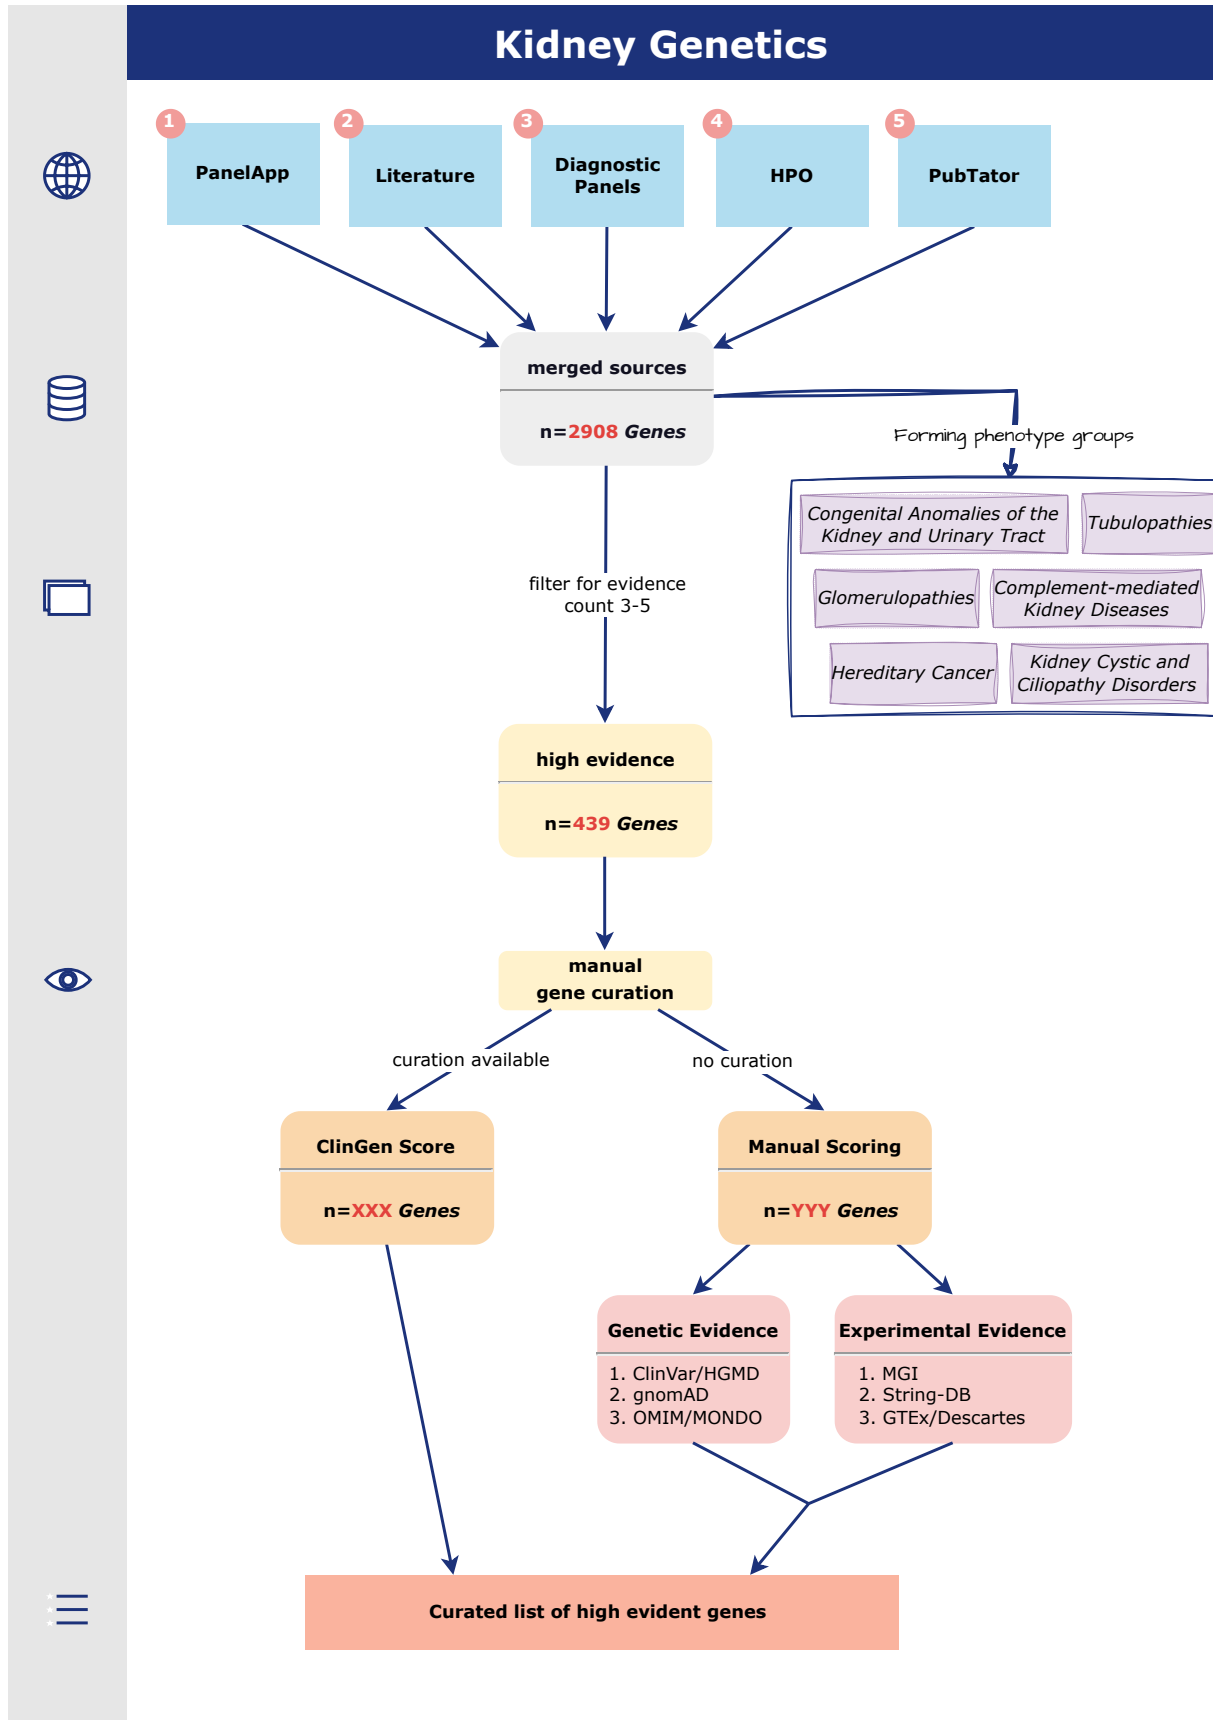 Kidney Genetics
1
2
3
4
5
PanelApp
Literature
Diagnostic
Panels
HPO
PubTator
merged sources
n=2908 Genes
Forming phenotype groups
Congenital Anomalies of the
Kidney and Urinary Tract
Tubulopathies
Glomerulopathies
Complement-mediated
Kidney Diseases
Hereditary Cancer
Kidney Cystic and
Ciliopathy Disorders
filter for evidence
count 3-5
high evidence
n=439 Genes
manual
gene curation
curation available
no curation
ClinGen Score
n=XXX Genes
Manual Scoring
n=YYY Genes
Genetic Evidence
1. ClinVar/HGMD
2. gnomAD
3. OMIM/MONDO
Experimental Evidence
1. MGI
2. String-DB
3. GTEx/Descartes
Curated list of high evident genes